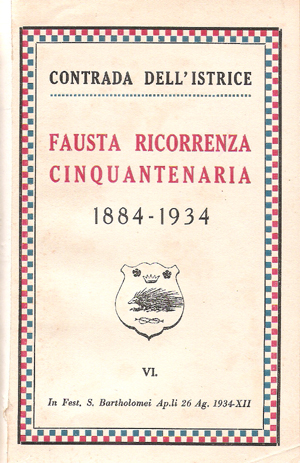 CONTRADA DELL'ISTRICE
FAUSTA RICORRENZA
CINQUANTENARIA
1884-1934
VI.
In Fest. S. Bartholomei Ap.li 26 Ag. 1934-XII